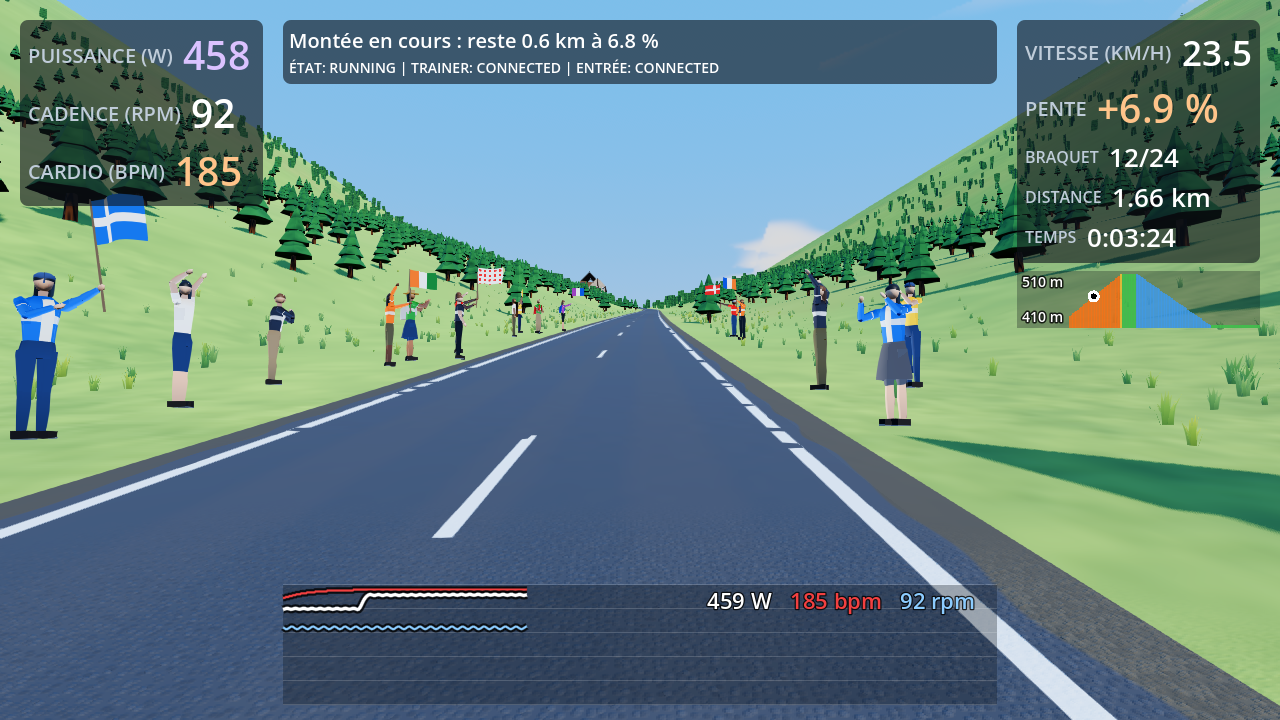 PUISSANCE (W) 458
CADENCE (RPM) 92
CARDIO (BPM) 185
Montée en cours : reste 0.6 km à 6.8 %
ÉTAT: RUNNING | TRAINER: CONNECTED | ENTRÉE: CONNECTED
VITESSE (KM/H) 23.5
PENTE +6.9 %
BRAQUET 12/24
DISTANCE 1.66 km
TEMPS 0:03:24
510 m
410 m
459 W 185 bpm 92 rpm